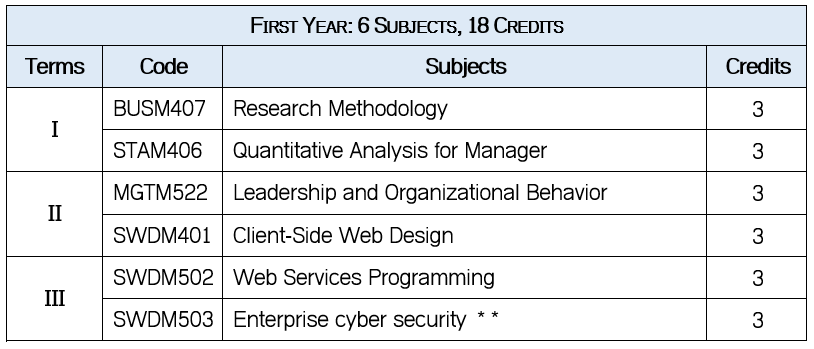 FIRST YEAR: 6 SUBJECTS, 18 CREDITS
Terms Code Subjects Credits
I BUSM407 Research Methodology 3
STAM406 Quantitative Analysis for Manager 3
II MGTM522 Leadership and Organizational Behavior 3
SWDM401 Client-Side Web Design 3
III SWDM502 Web Services Programming 3
SWDM503 Enterprise cyber security ** 3